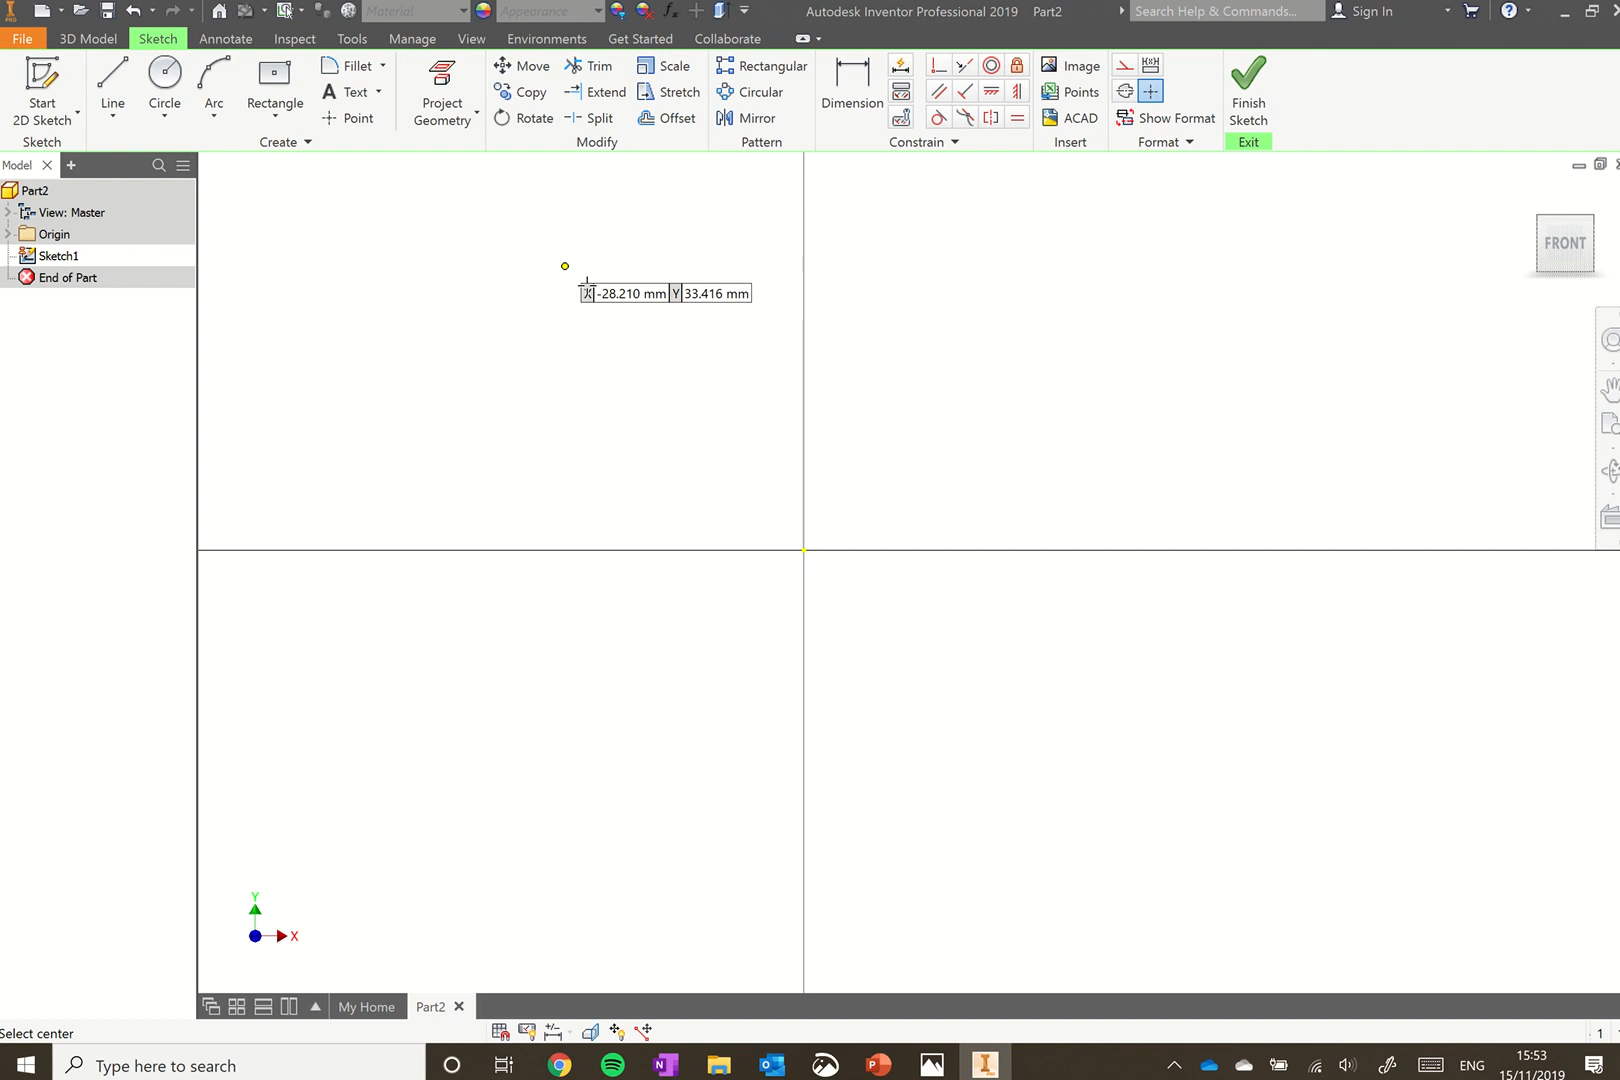 Material
Appearance
Autodesk Inventor Professional 2019 Part2
Search Help & Commands...
Sign In
PRO
File 3D Model Sketch Annotate Inspect Tools Manage View Environments Get Started Collaborate
Start
2D Sketch
Line
Circle
Arc
Rectangle
Fillet
Text
Point
Project
Geometry
Move
Copy
Rotate
Trim
Extend
Split
Scale
Stretch
Offset
Rectangular
Circular
Mirror
Dimension
Image
Points
ACAD
Show Format
Finish
Sketch
Sketch Create Modify Pattern Constrain Insert Format Exit
Model
Part2
View: Master
Origin
Sketch1
End of Part
X -28.210 mm Y 33.416 mm
FRONT
Y
X
My Home Part2
Select center
1
Type here to search
ENG
15:53
15/11/2019